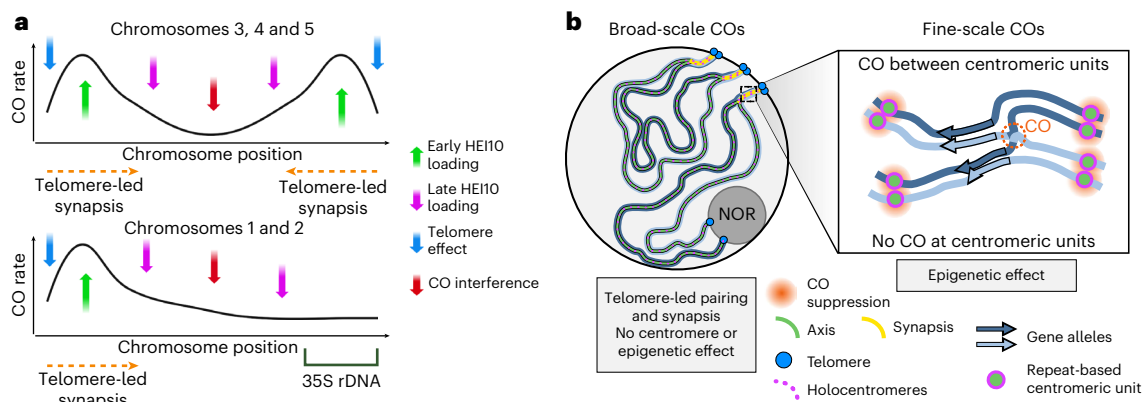 a
Chromosomes 3, 4 and 5
CO rate
Chromosome position
Telomere-led
synapsis
Telomere-led
synapsis
Chromosomes 1 and 2
CO rate
Chromosome position
Telomere-led
synapsis
35S rDNA
Early HEI10
loading
Late HEI10
loading
Telomere
effect
CO interference
b
Broad-scale COs
NOR
Telomere-led pairing
and synapsis
No centromere or
epigenetic effect
Fine-scale COs
CO between centromeric units
CO
No CO at centromeric units
Epigenetic effect
CO
suppression
Axis
Synapsis
Telomere
Holocentromeres
Gene alleles
Repeat-based
centromeric unit